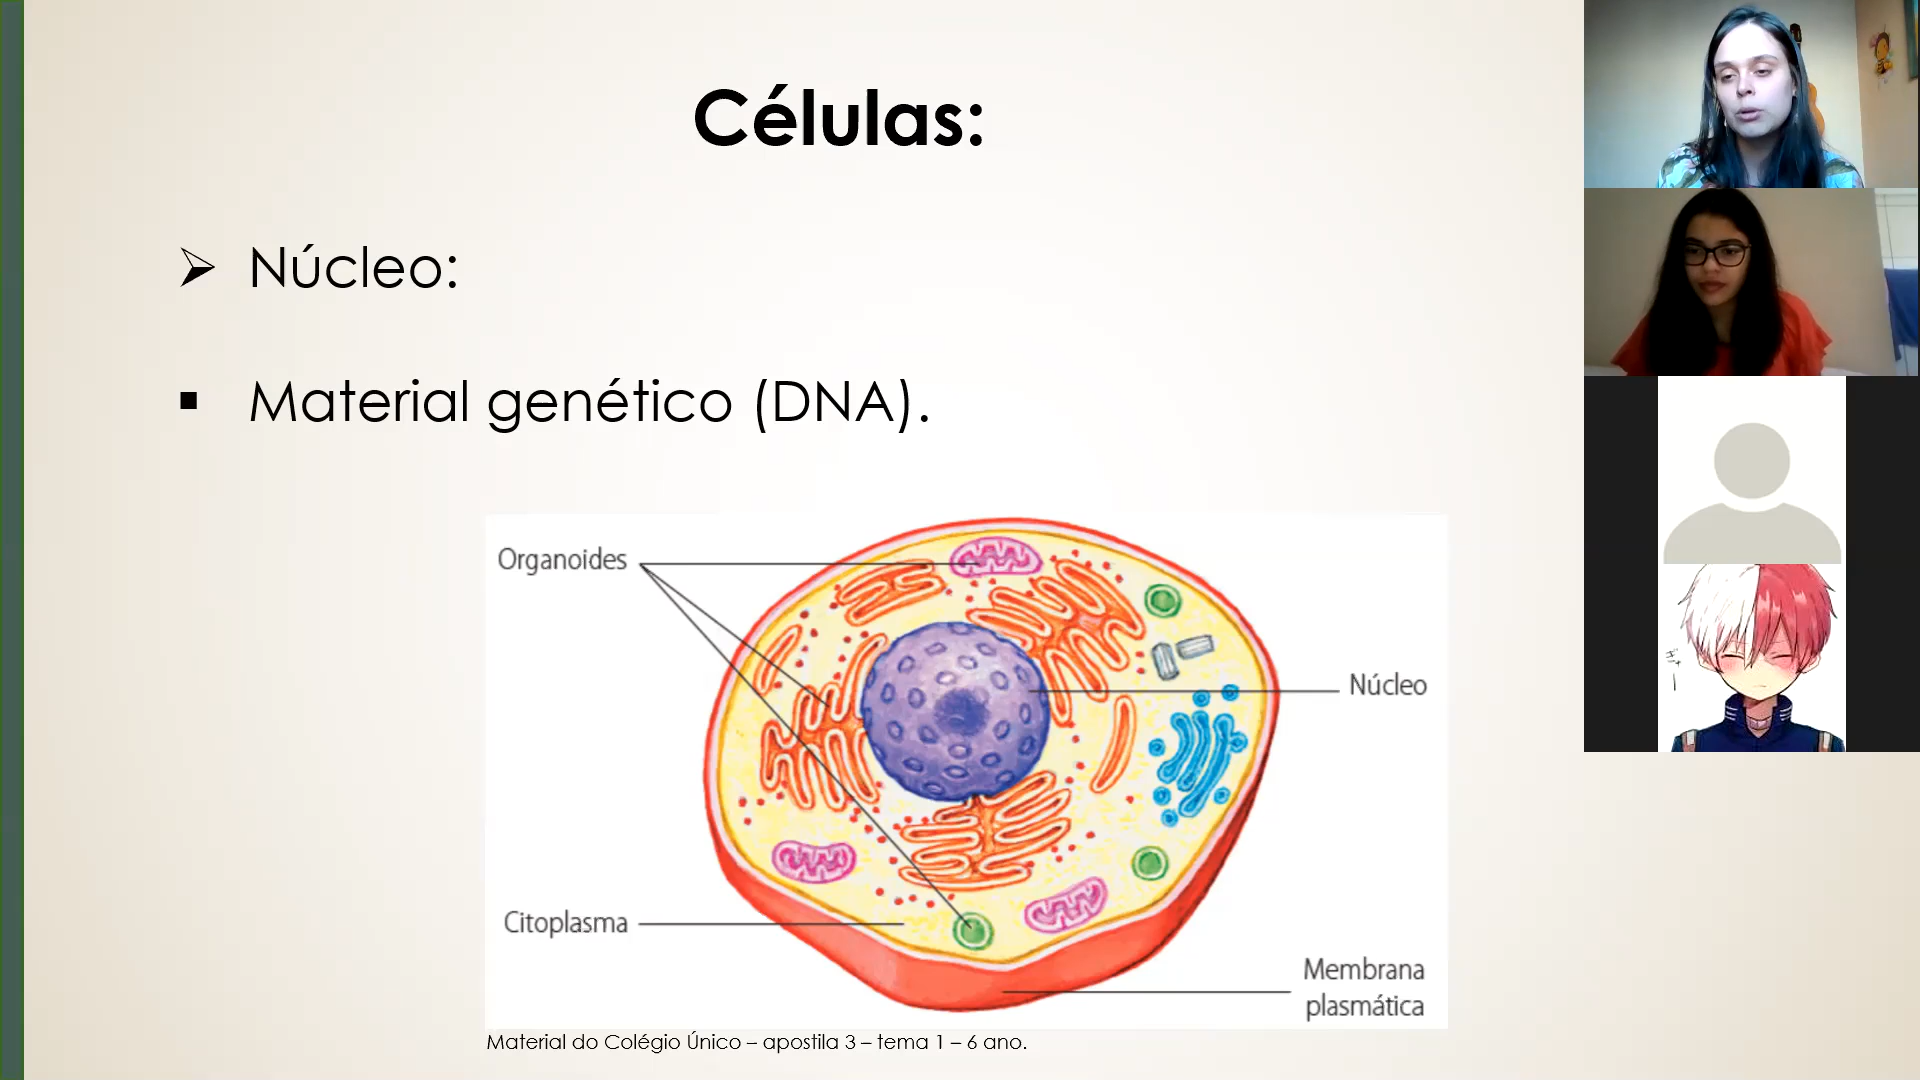 Células:
Núcleo:
Material genético (DNA).
Organoides
Núcleo
Citoplasma
Membrana
plasmática
Material do Colégio Único – apostila 3 – tema 1 – 6 ano.